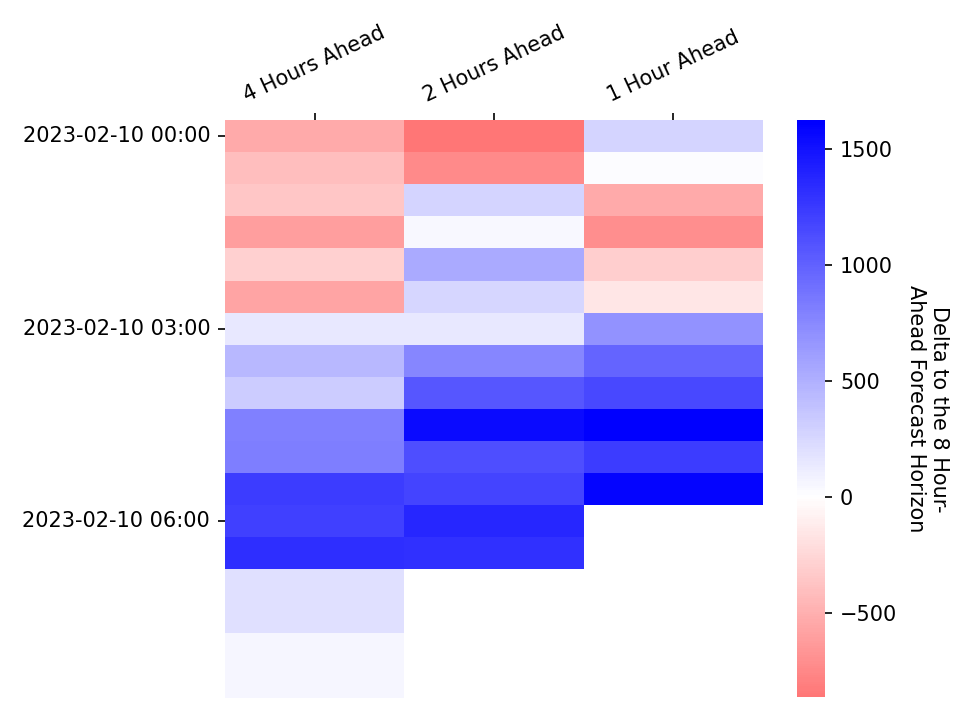 4 Hours Ahead
2 Hours Ahead
1 Hour Ahead
2023-02-10 00:00
2023-02-10 03:00
2023-02-10 06:00
1500
1000
500
0
−500
Delta to the 8 Hour-
Ahead Forecast Horizon